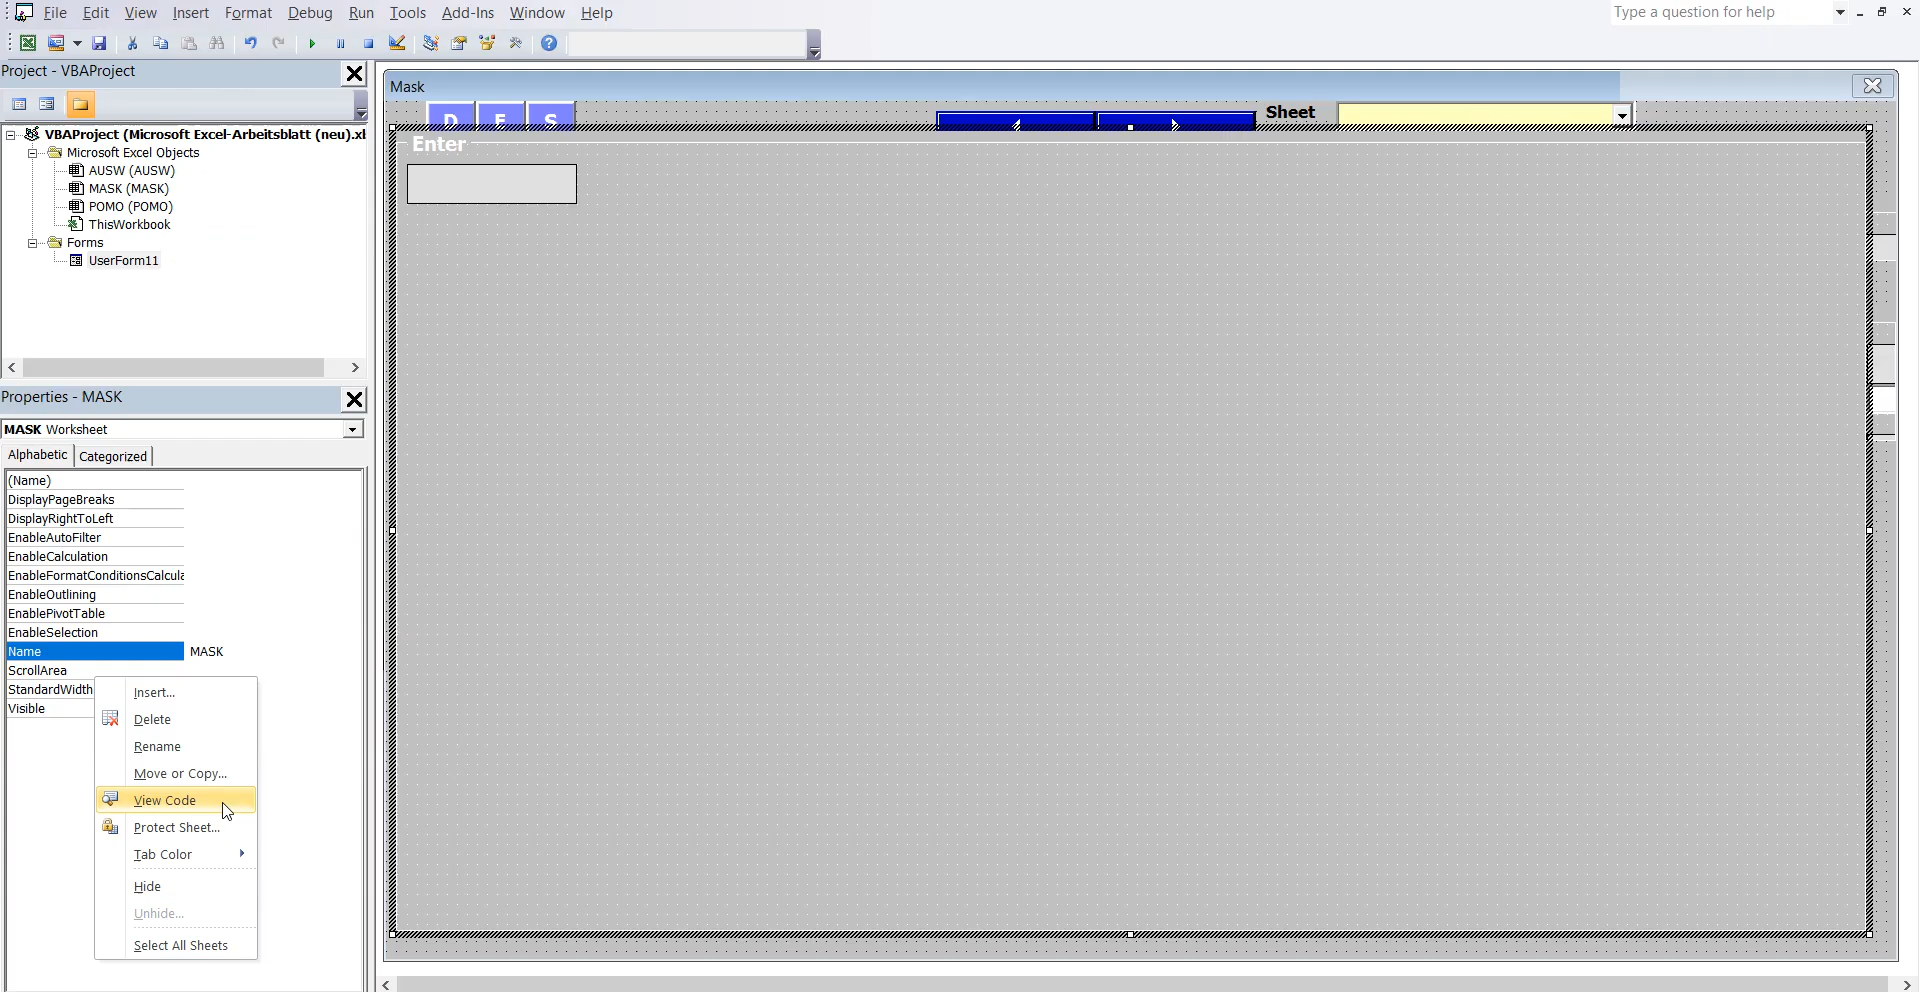 File Edit View Insert Format Debug Run Tools Add-Ins Window Help
Type a question for help
Project - VBAProject
VBAProject (Microsoft Excel-Arbeitsblatt (neu).xl
Microsoft Excel Objects
AUSW (AUSW)
MASK (MASK)
POMO (POMO)
ThisWorkbook
Forms
UserForm11
Properties - MASK
MASK Worksheet
Alphabetic Categorized
(Name)
DisplayPageBreaks
DisplayRightToLeft
EnableAutoFilter
EnableCalculation
EnableFormatConditionsCalcula
EnableOutlining
EnablePivotTable
EnableSelection
Name MASK
ScrollArea
StandardWidth
Visible
Insert...
Delete
Rename
Move or Copy...
View Code
Protect Sheet...
Tab Color
Hide
Unhide...
Select All Sheets
Mask
D E S
Sheet
Enter